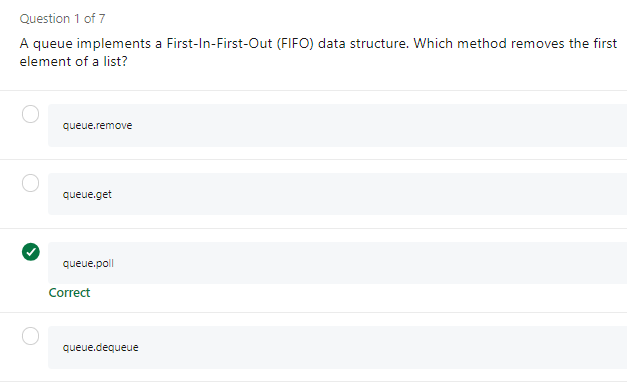 Question 1 of 7
A queue implements a First-In-First-Out (FIFO) data structure. Which method removes the first
element of a list?
queue.remove
queue.get
queue.poll
Correct
queue.dequeue